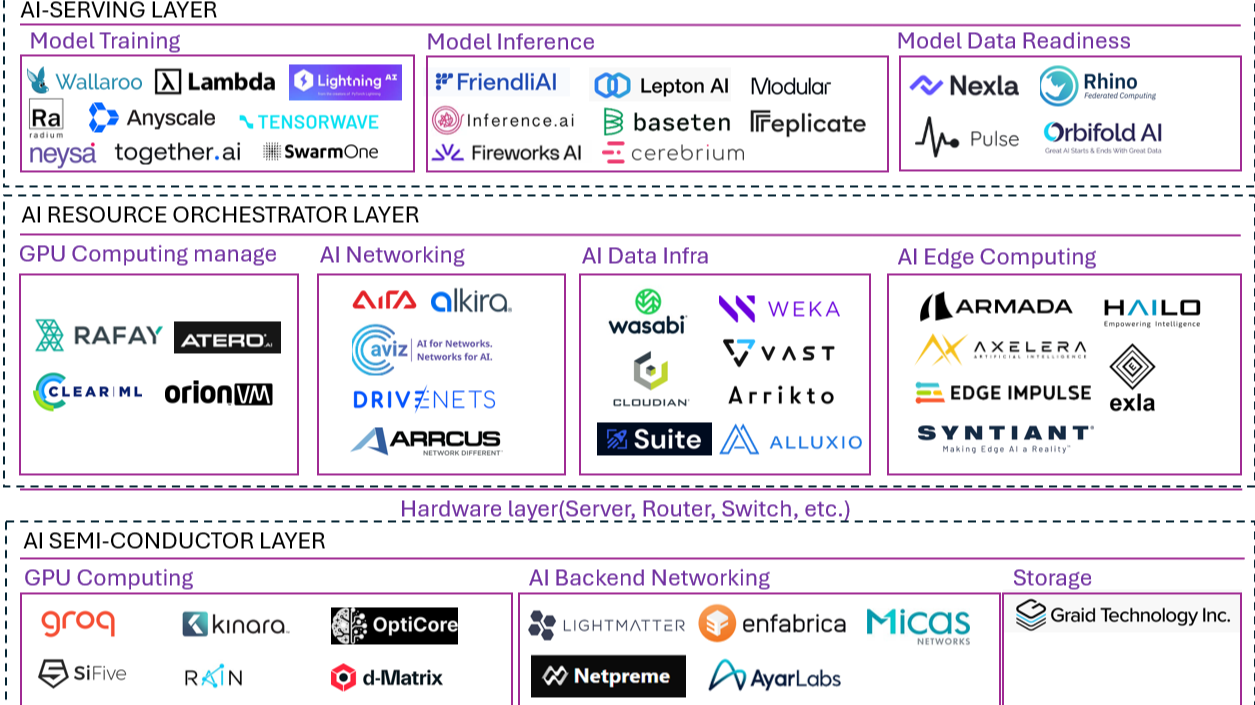 AI-SERVING LAYER
Model Training
Model Inference
Model Data Readiness
Wallaroo
Lambda
Lightning AI
Ra
radium
Anyscale
TENSORWAVE
neysa
together.ai
SwarmOne
FriendliAI
Lepton AI
Modular
Inference.ai
baseten
Replicate
Fireworks AI
cerebrium
Nexla
Rhino
Federated Computing
Pulse
Orbifold AI
Great AI Starts & Ends With Great Data
AI RESOURCE ORCHESTRATOR LAYER
GPU Computing manage
AI Networking
AI Data Infra
AI Edge Computing
RAFAY
ATERO.AI
CLEAR|ML
orionVM
AIRA
alkira
aviz
AI for Networks.
Networks for AI.
DRIVENETS
ARRCUS
NETWORK DIFFERENT
wasabi
WEKA
VAST
CLOUDIAN
Arrikto
Suite
ALLUXIO
ARMADA
HAILO
Empowering Intelligence
AXELERA
ARTIFICIAL INTELLIGENCE
EDGE IMPULSE
exla
SYNTIANT
Making Edge AI a Reality™
Hardware layer(Server, Router, Switch, etc.)
AI SEMI-CONDUCTOR LAYER
GPU Computing
AI Backend Networking
Storage
groq
kinara
OptiCore
SiFive
RAIN
d-Matrix
LIGHTMATTER
enfabrica
Micas
NETWORKS
Netpreme
AyarLabs
Graid Technology Inc.